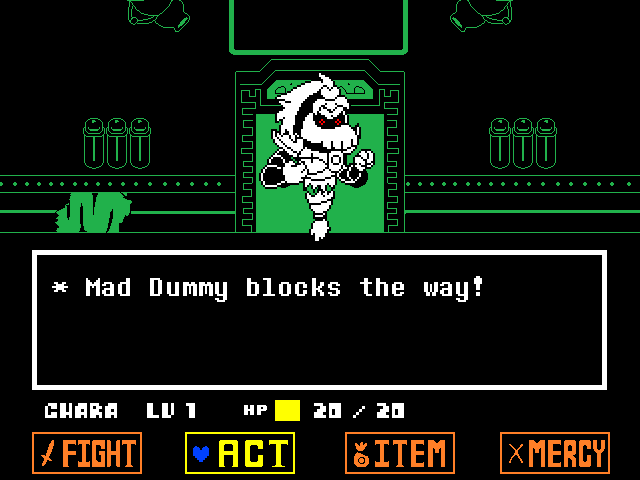 * Mad Dummy blocks the way!
CHARA LV 1 HP 20 / 20
FIGHT ACT ITEM MERCY